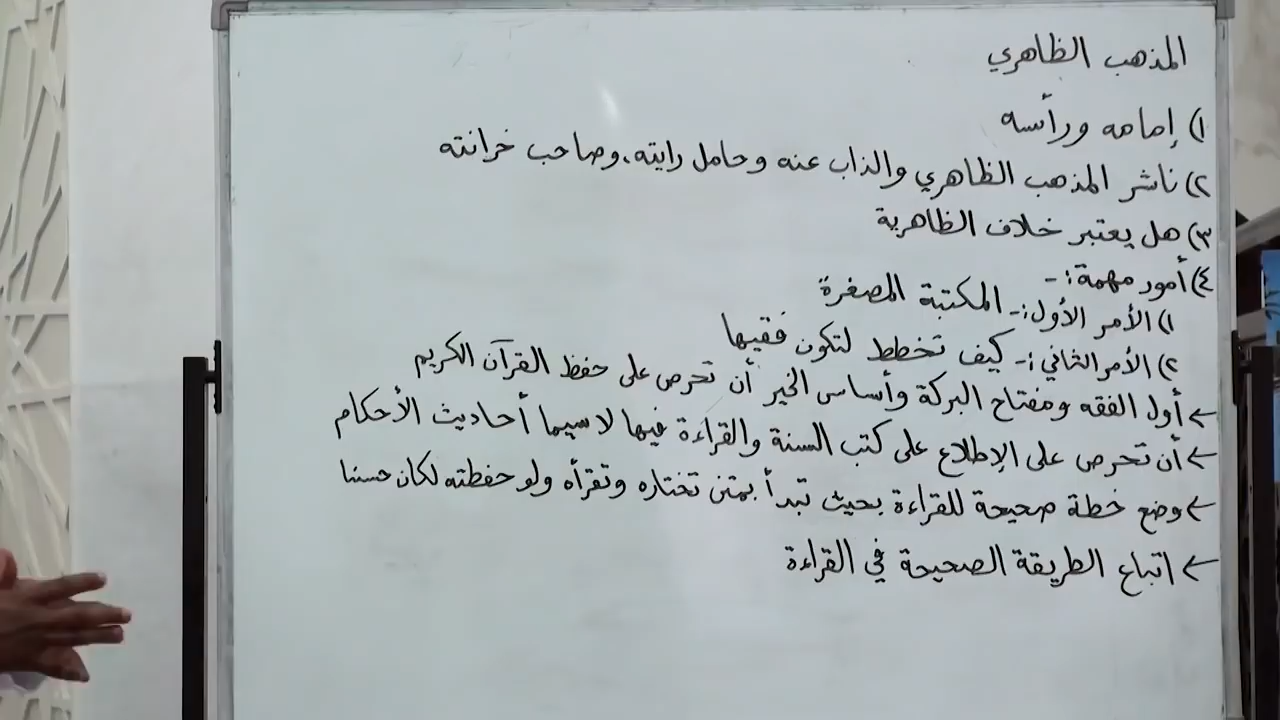 المذهب الظاهري
١) إمامه ورأسه
٢) ناشر المذهب الظاهري والذاب عنه وحامل رايته، وصاحب خزانته
٣) هل يعتبر خلاف الظاهرية
٤) أمور مهمة:-
١) الأمر الأول:- المكتبة المصغرة
٢) الأمر الثاني:- كيف تخطط لتكون فقيها
← أول الفقه ومفتاح البركة وأساس الخير أن تحرص على حفظ القرآن الكريم
← أن تحرص على الإطلاع على كتب السنة والقراءة فيها لا سيما أحاديث الأحكام
← وضع خطة صحيحة للقراءة بحيث تبدأ بمتن تختاره وتقرأه ولو حفظته لكان حسنا
← اتباع الطريقة الصحيحة في القراءة